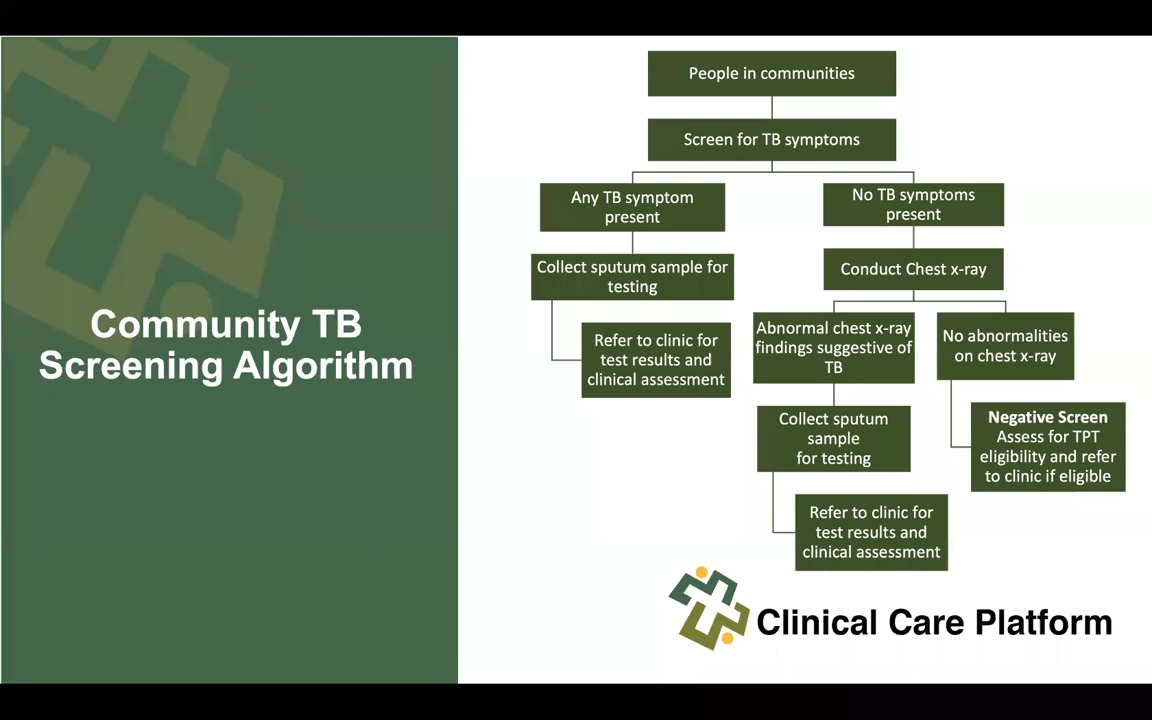 Community TB
Screening Algorithm
People in communities
Screen for TB symptoms
Any TB symptom
present
Collect sputum sample for
testing
Refer to clinic for
test results and
clinical assessment
No TB symptoms
present
Conduct Chest x-ray
Abnormal chest x-ray
findings suggestive of
TB
Collect sputum
sample
for testing
Refer to clinic for
test results and
clinical assessment
No abnormalities
on chest x-ray
Negative Screen
Assess for TPT
eligibility and refer
to clinic if eligible
Clinical Care Platform